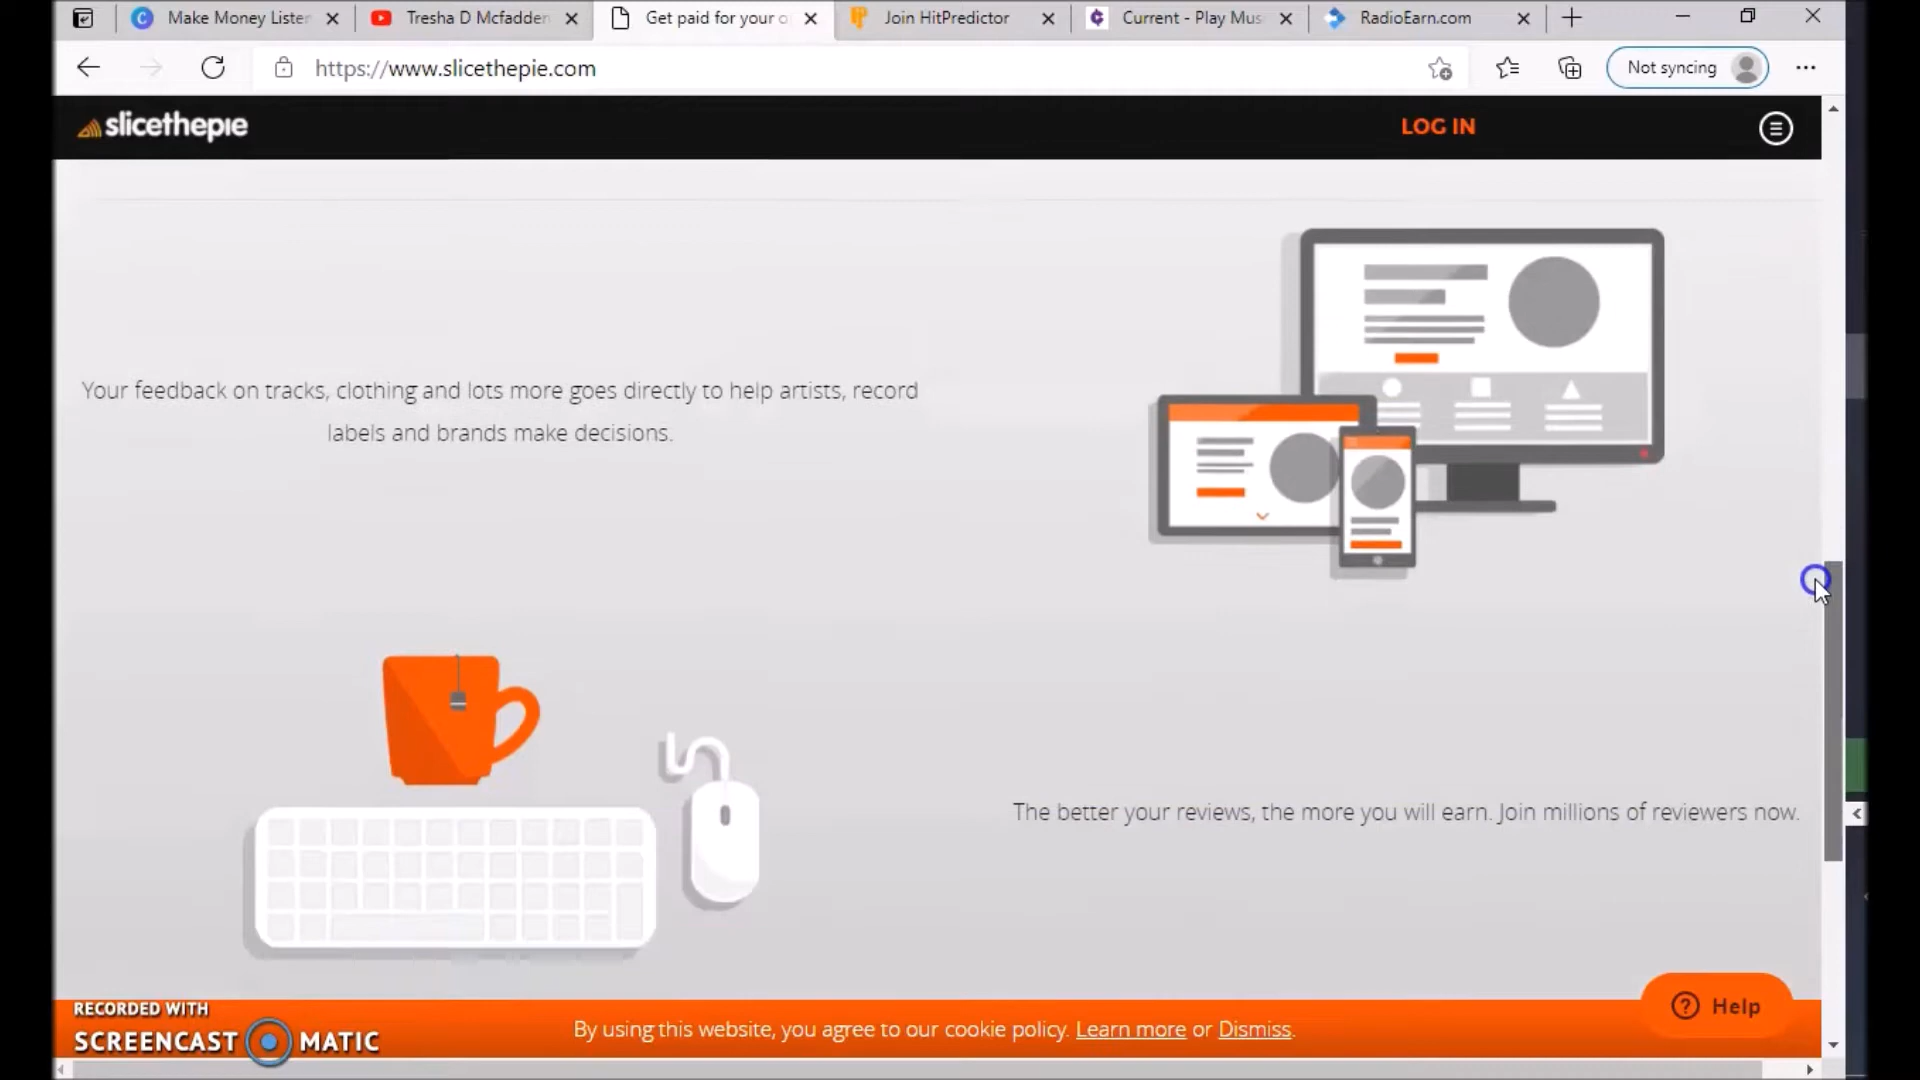 Make Money Lister
Tresha D Mcfadden
Get paid for your o
Join HitPredictor
Current - Play Mus
RadioEarn.com
https://www.slicethepie.com
Not syncing
slicethepie
LOG IN
Your feedback on tracks, clothing and lots more goes directly to help artists, record
labels and brands make decisions.
The better your reviews, the more you will earn. Join millions of reviewers now.
Help
RECORDED WITH
SCREENCAST MATIC
By using this website, you agree to our cookie policy. Learn more or Dismiss.